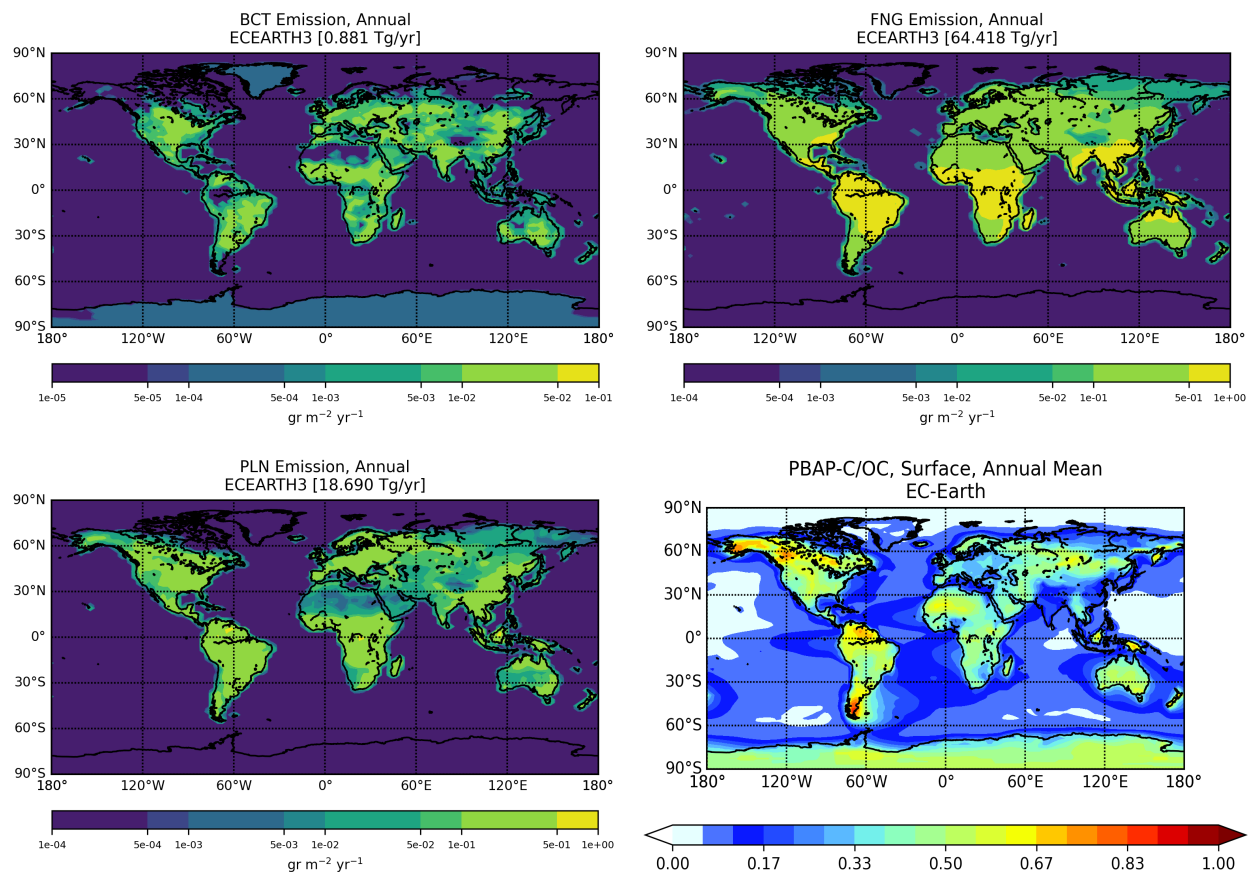 BCT Emission, Annual
ECEARTH3 [0.881 Tg/yr]
90°N
60°N
30°N
0°
30°S
60°S
90°S
180° 120°W 60°W 0° 60°E 120°E 180°
1e-05 5e-05 1e-04 5e-04 1e-03 5e-03 1e-02 5e-02 1e-01
gr m⁻² yr⁻¹
FNG Emission, Annual
ECEARTH3 [64.418 Tg/yr]
90°N
60°N
30°N
0°
30°S
60°S
90°S
180° 120°W 60°W 0° 60°E 120°E 180°
1e-04 5e-04 1e-03 5e-03 1e-02 5e-02 1e-01 5e-01 1e+00
gr m⁻² yr⁻¹
PLN Emission, Annual
ECEARTH3 [18.690 Tg/yr]
90°N
60°N
30°N
0°
30°S
60°S
90°S
180° 120°W 60°W 0° 60°E 120°E 180°
1e-04 5e-04 1e-03 5e-03 1e-02 5e-02 1e-01 5e-01 1e+00
gr m⁻² yr⁻¹
PBAP-C/OC, Surface, Annual Mean
EC-Earth
90°N
60°N
30°N
0°
30°S
60°S
90°S
180° 120°W 60°W 0° 60°E 120°E 180°
0.00 0.17 0.33 0.50 0.67 0.83 1.00